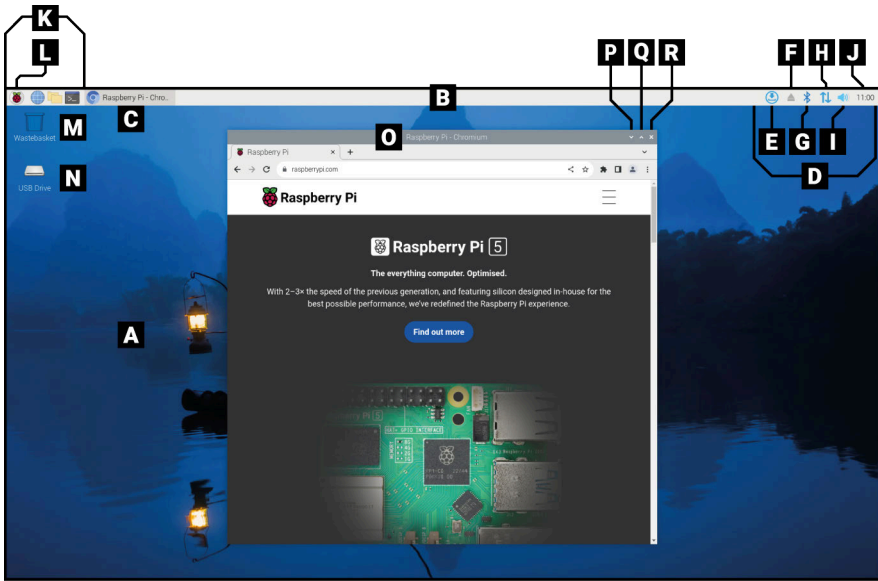 K
L
P Q R
F H J
B
Raspberry Pi - Chro..
11:00
C
M
Wastebasket
O
Raspberry Pi - Chromium
E
G
I
Raspberry Pi
raspberrypi.com
N
USB Drive
D
Raspberry Pi
Raspberry Pi 5
The everything computer. Optimised.
With 2–3× the speed of the previous generation, and featuring silicon designed in-house for the
best possible performance, we've redefined the Raspberry Pi experience.
Find out more
A